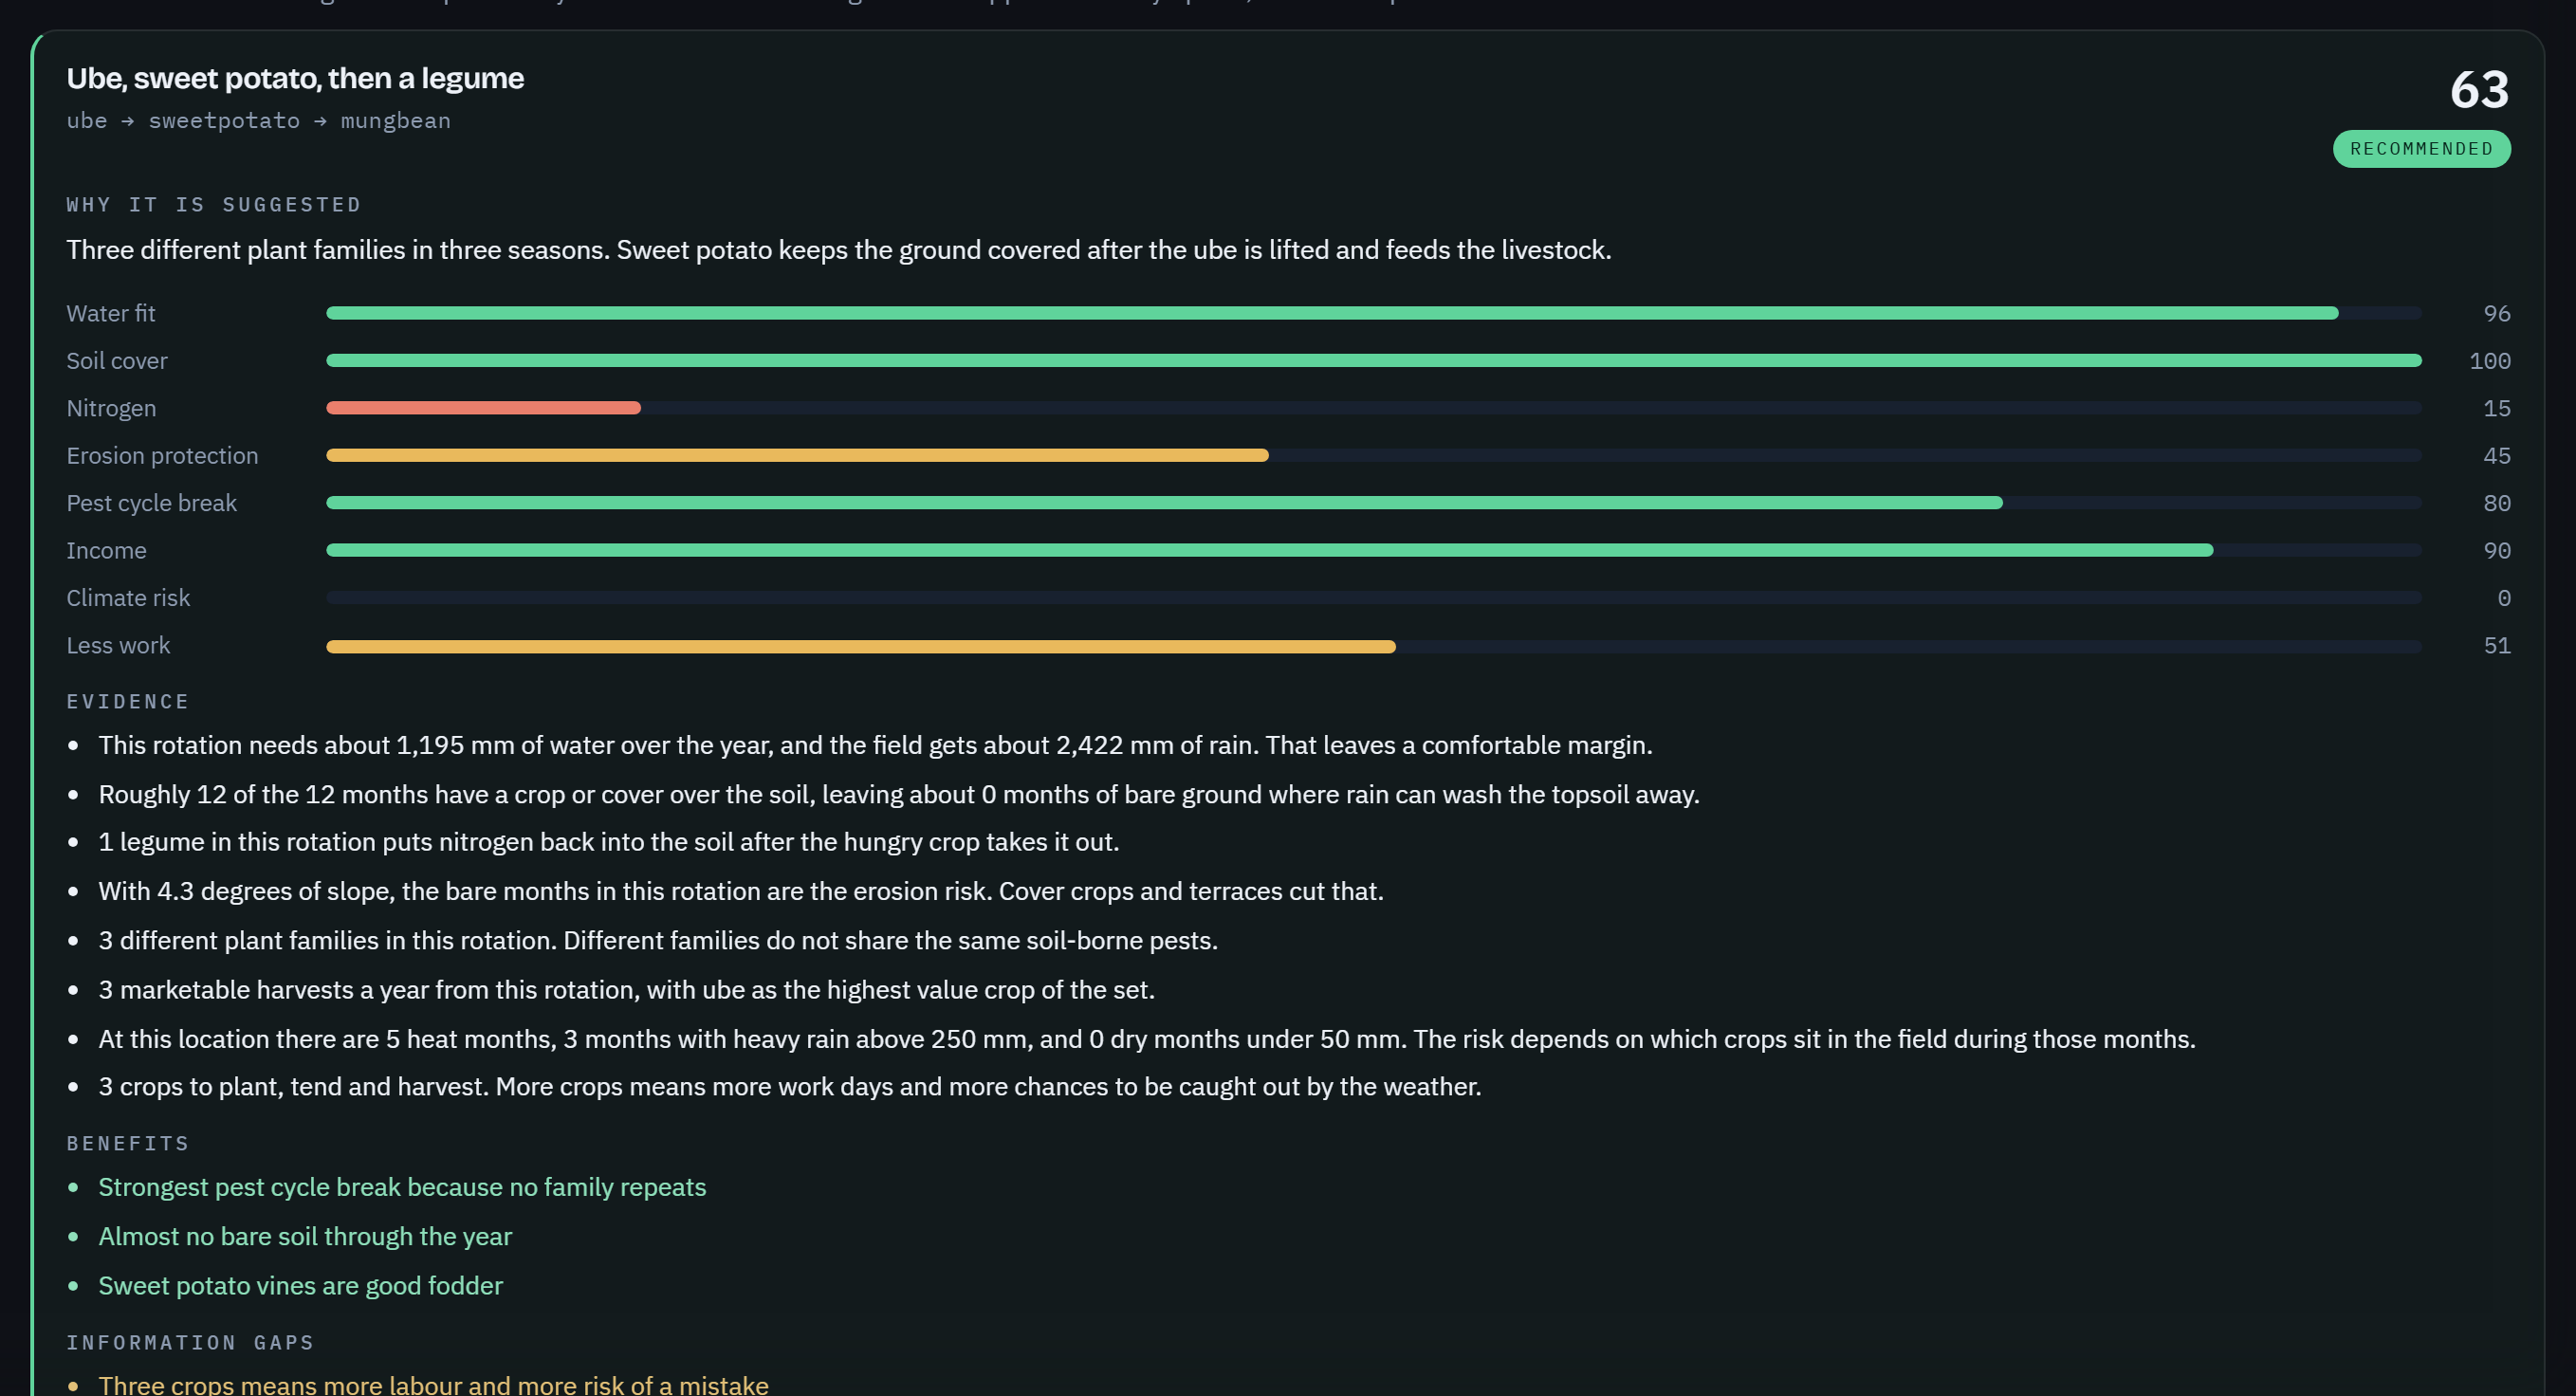 Ube, sweet potato, then a legume
63
ube → sweetpotato → mungbean
RECOMMENDED
WHY IT IS SUGGESTED
Three different plant families in three seasons. Sweet potato keeps the ground covered after the ube is lifted and feeds the livestock.
Water fit 96
Soil cover 100
Nitrogen 15
Erosion protection 45
Pest cycle break 80
Income 90
Climate risk 0
Less work 51
EVIDENCE
• This rotation needs about 1,195 mm of water over the year, and the field gets about 2,422 mm of rain. That leaves a comfortable margin.
• Roughly 12 of the 12 months have a crop or cover over the soil, leaving about 0 months of bare ground where rain can wash the topsoil away.
• 1 legume in this rotation puts nitrogen back into the soil after the hungry crop takes it out.
• With 4.3 degrees of slope, the bare months in this rotation are the erosion risk. Cover crops and terraces cut that.
• 3 different plant families in this rotation. Different families do not share the same soil-borne pests.
• 3 marketable harvests a year from this rotation, with ube as the highest value crop of the set.
• At this location there are 5 heat months, 3 months with heavy rain above 250 mm, and 0 dry months under 50 mm. The risk depends on which crops sit in the field during those months.
• 3 crops to plant, tend and harvest. More crops means more work days and more chances to be caught out by the weather.
BENEFITS
• Strongest pest cycle break because no family repeats
• Almost no bare soil through the year
• Sweet potato vines are good fodder
INFORMATION GAPS
• Three crops means more labour and more risk of a mistake